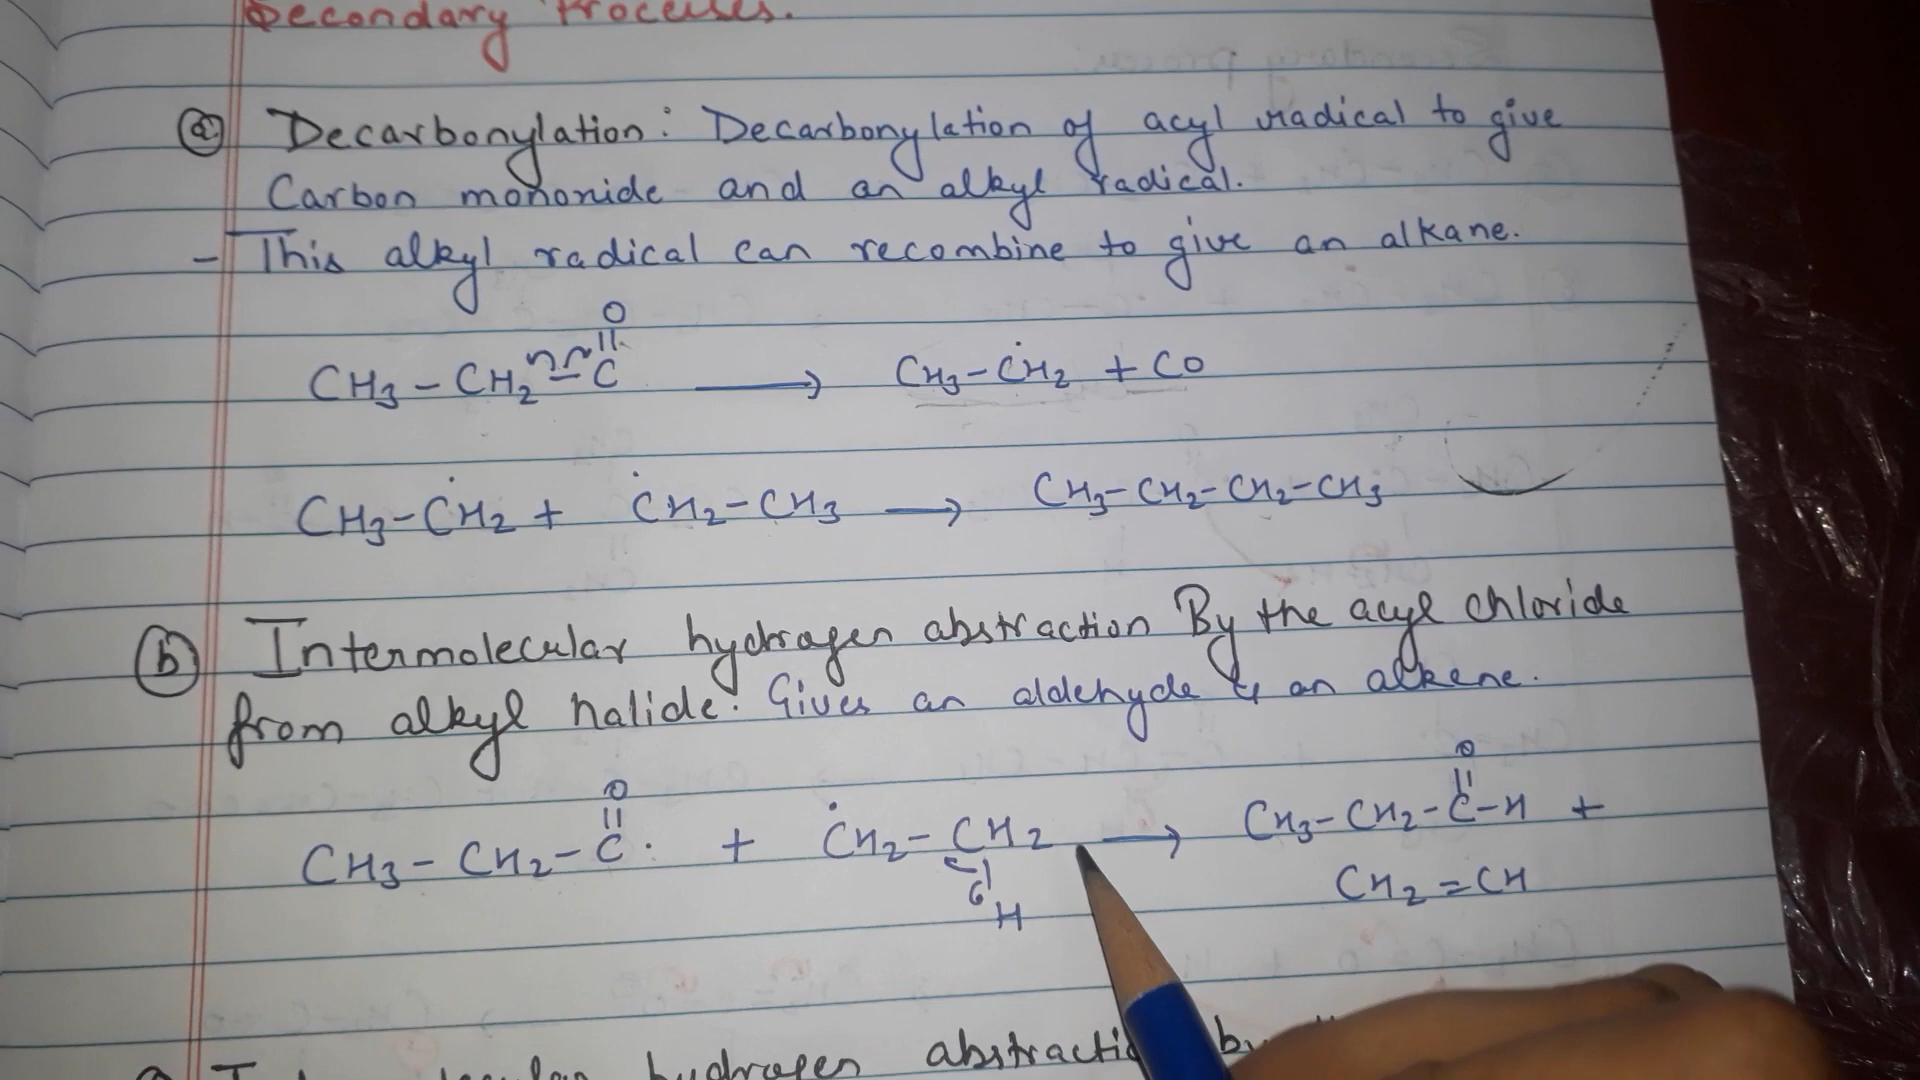 Secondary Processes.
(a) Decarbonylation: Decarbonylation of acyl radical to give
Carbon mononide and an alkyl radical.
- This alkyl radical can recombine to give an alkane.
O
||
CH3 - CH2 - C ⟶ CH3-ĊH2 + CO
CH3-ĊH2 + ĊH2-CH3 ⟶ CH3-CH2-CH2-CH3
(b) Intermolecular hydrogen abstraction By the acyl chloride
from alkyl halide. Gives an aldehyde & an alkene.
O
||
CH3-CH2-C· + ĊH2-CH2 ⟶ CH3-CH2-C-H +
O
||
H
CH2=CH
hydrogen abstraction